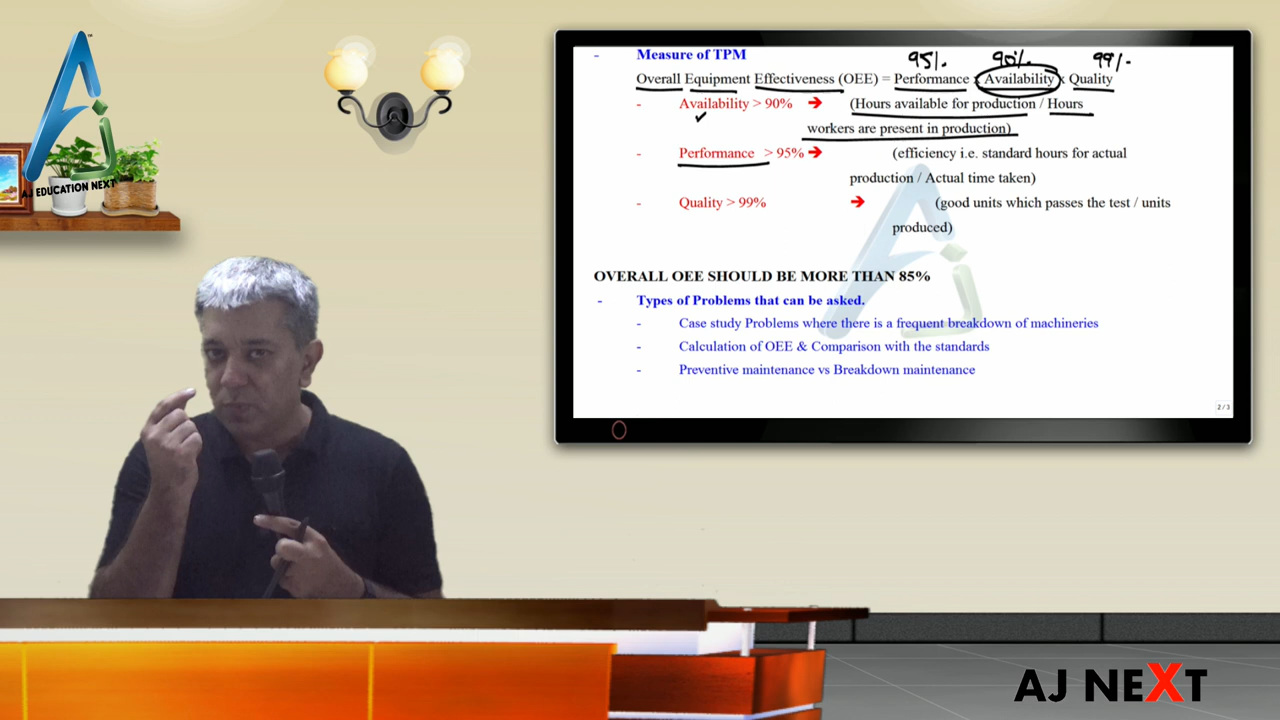 AJ EDUCATION NEXT
- Measure of TPM
95%. 90% 99%.
Overall Equipment Effectiveness (OEE) = Performance x Availability x Quality
- Availability > 90% ➔ (Hours available for production / Hours
workers are present in production)
- Performance > 95% ➔ (efficiency i.e. standard hours for actual
production / Actual time taken)
- Quality > 99% ➔ (good units which passes the test / units
produced)
OVERALL OEE SHOULD BE MORE THAN 85%
- Types of Problems that can be asked.
- Case study Problems where there is a frequent breakdown of machineries
- Calculation of OEE & Comparison with the standards
- Preventive maintenance vs Breakdown maintenance
2 / 3
AJ NEXT